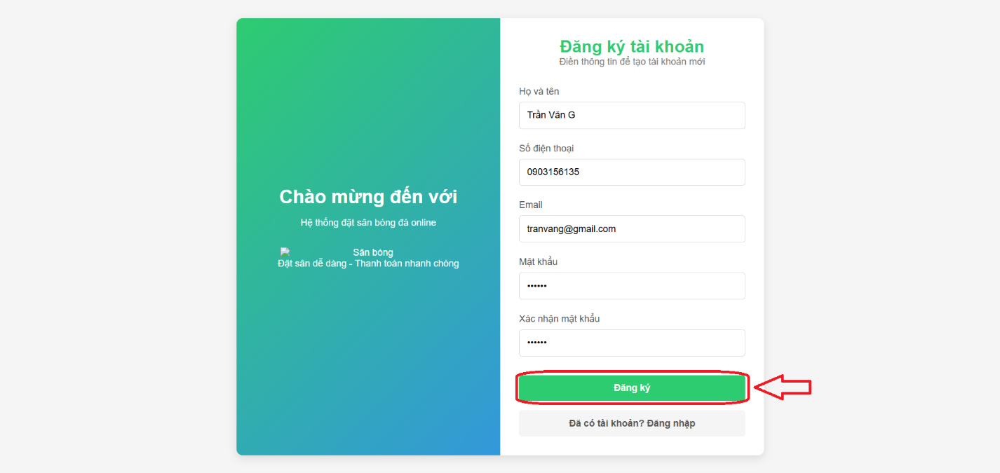 Chào mừng đến với
Hệ thống đặt sân bóng đá online
Sân bóng
Đặt sân dễ dàng - Thanh toán nhanh chóng
Đăng ký tài khoản
Điền thông tin để tạo tài khoản mới
Họ và tên
Trần Văn G
Số điện thoại
0903156135
Email
tranvang@gmail.com
Mật khẩu
••••••
Xác nhận mật khẩu
••••••
Đăng ký
Đã có tài khoản? Đăng nhập